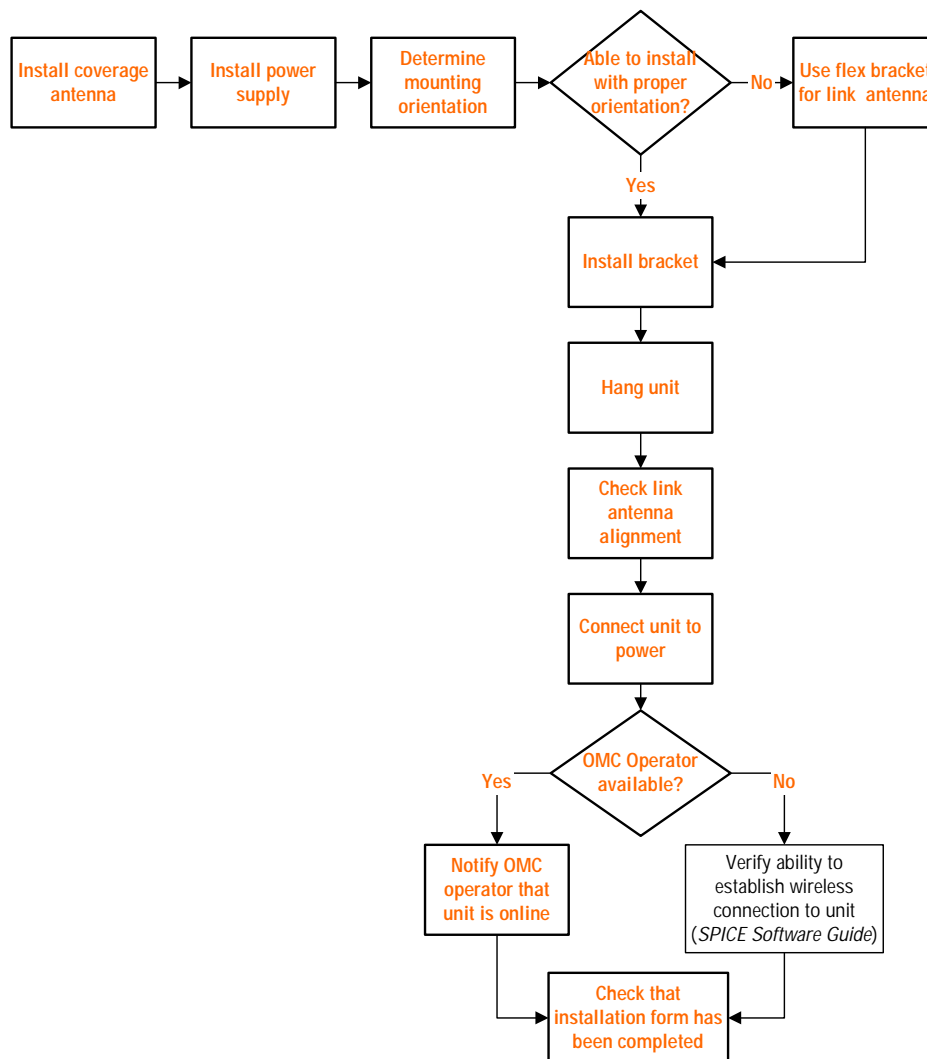 Install coverage
antenna
Install power
supply
Determine
mounting
orientation
Able to install
with proper
orientation?
No
Use flex bracket
for link antenna
Yes
Install bracket
Hang unit
Check link
antenna
alignment
Connect unit to
power
OMC Operator
available?
Yes
No
Notify OMC
operator that
unit is online
Verify ability to
establish wireless
connection to unit
(SPICE Software Guide)
Check that
installation form has
been completed